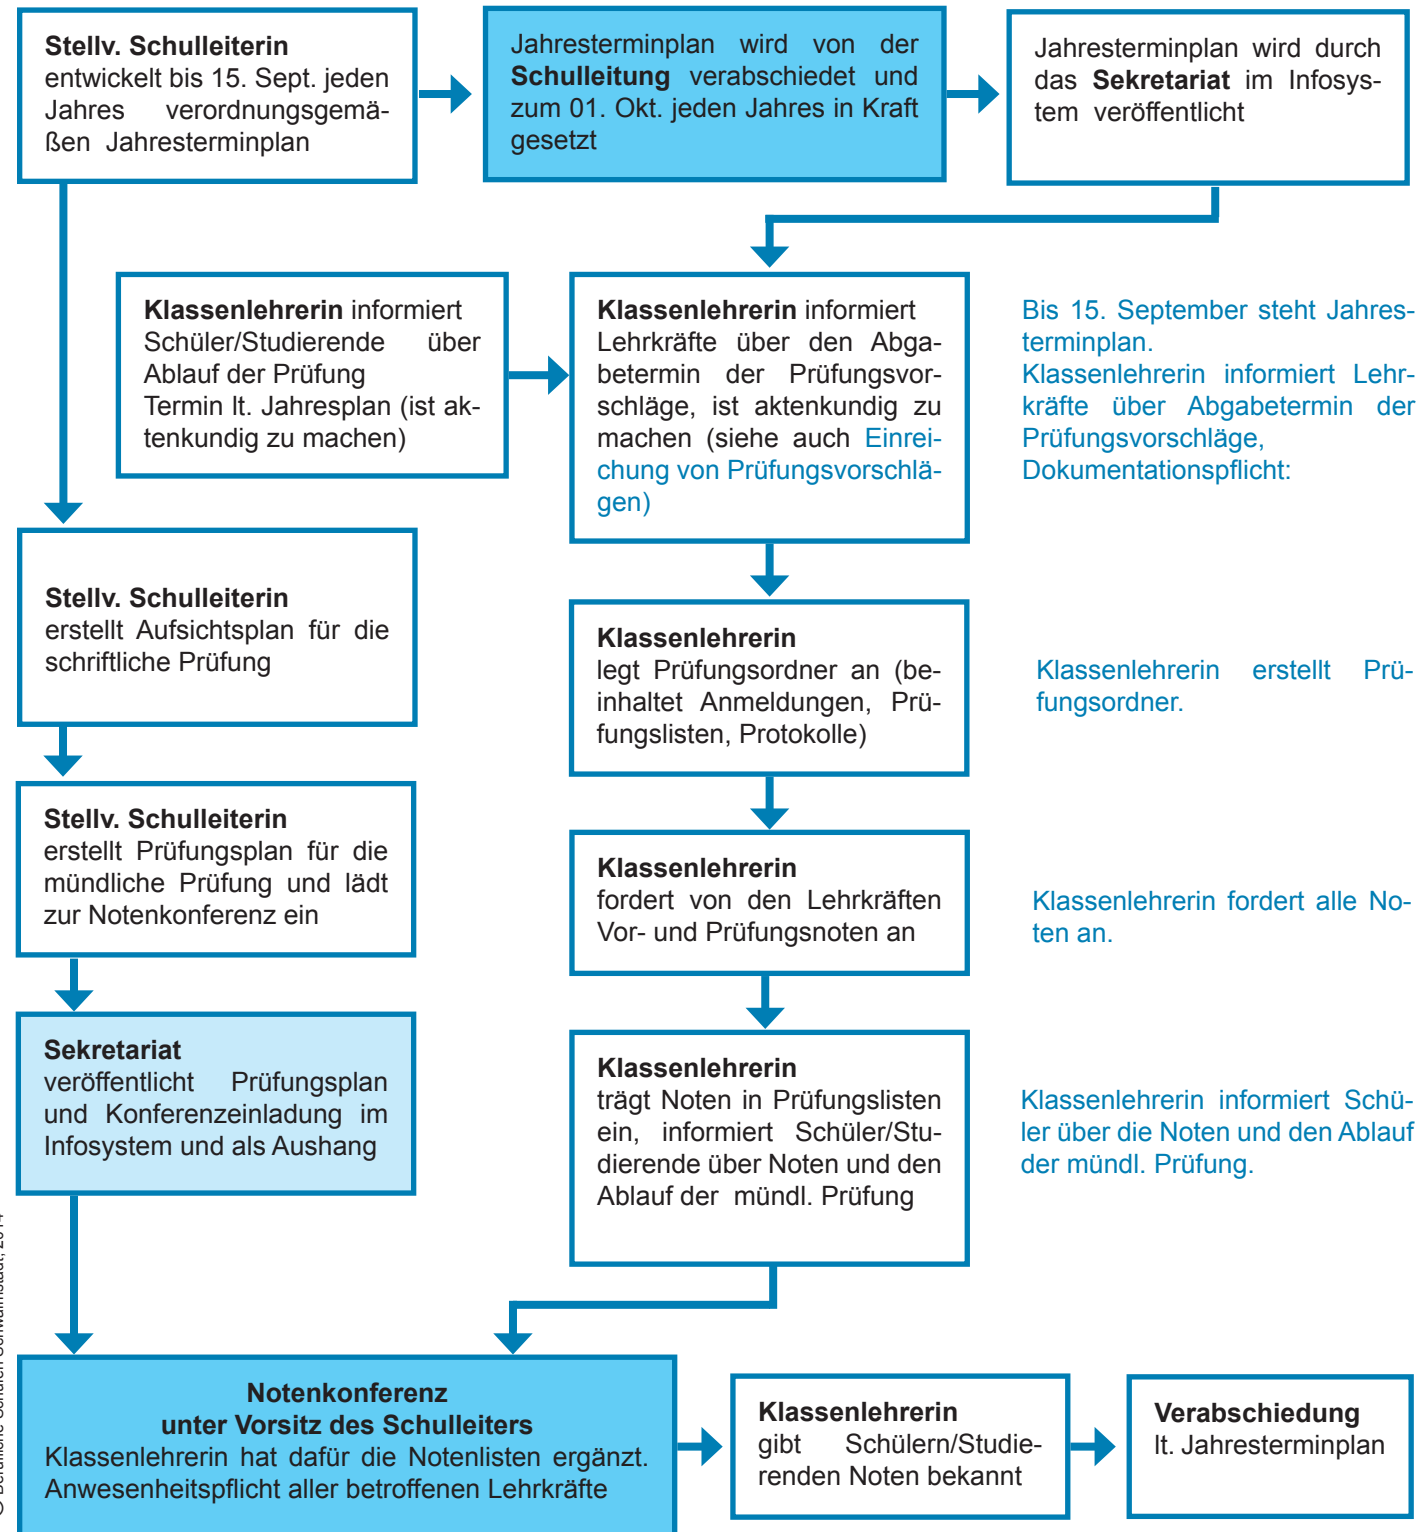 Stellv. Schulleiterin
entwickelt bis 15. Sept. jeden
Jahres verordnungsgemä-
ßen Jahresterminplan
Jahresterminplan wird von der
Schulleitung verabschiedet und
zum 01. Okt. jeden Jahres in Kraft
gesetzt
Jahresterminplan wird durch
das Sekretariat im Infosys-
tem veröffentlicht
Klassenlehrerin informiert
Schüler/Studierende über
Ablauf der Prüfung
Termin lt. Jahresplan (ist ak-
tenkundig zu machen)
Klassenlehrerin informiert
Lehrkräfte über den Abga-
betermin der Prüfungsvor-
schläge, ist aktenkundig zu
machen (siehe auch Einrei-
chung von Prüfungsvorschlä-
gen)
Bis 15. September steht Jahres-
terminplan.
Klassenlehrerin informiert Lehr-
kräfte über Abgabetermin der
Prüfungsvorschläge,
Dokumentationspflicht:
Stellv. Schulleiterin
erstellt Aufsichtsplan für die
schriftliche Prüfung
Klassenlehrerin
legt Prüfungsordner an (be-
inhaltet Anmeldungen, Prü-
fungslisten, Protokolle)
Klassenlehrerin erstellt Prü-
fungsordner.
Stellv. Schulleiterin
erstellt Prüfungsplan für die
mündliche Prüfung und lädt
zur Notenkonferenz ein
Klassenlehrerin
fordert von den Lehrkräften
Vor- und Prüfungsnoten an
Klassenlehrerin fordert alle No-
ten an.
Sekretariat
veröffentlicht Prüfungsplan
und Konferenzeinladung im
Infosystem und als Aushang
Klassenlehrerin
trägt Noten in Prüfungslisten
ein, informiert Schüler/Stu-
dierende über Noten und den
Ablauf der mündl. Prüfung
Klassenlehrerin informiert Schü-
ler über die Noten und den Ablauf
der mündl. Prüfung.
Notenkonferenz
unter Vorsitz des Schulleiters
Klassenlehrerin hat dafür die Notenlisten ergänzt.
Anwesenheitspflicht aller betroffenen Lehrkräfte
Klassenlehrerin
gibt Schülern/Studie-
renden Noten bekannt
Verabschiedung
lt. Jahresterminplan
© Berufliche Schulen Schwalmstadt, 2014